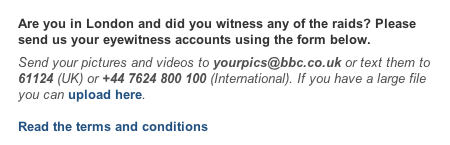 Are you in London and did you witness any of the raids? Please
send us your eyewitness accounts using the form below.
Send your pictures and videos to yourpics@bbc.co.uk or text them to
61124 (UK) or +44 7624 800 100 (International). If you have a large file
you can upload here.
Read the terms and conditions